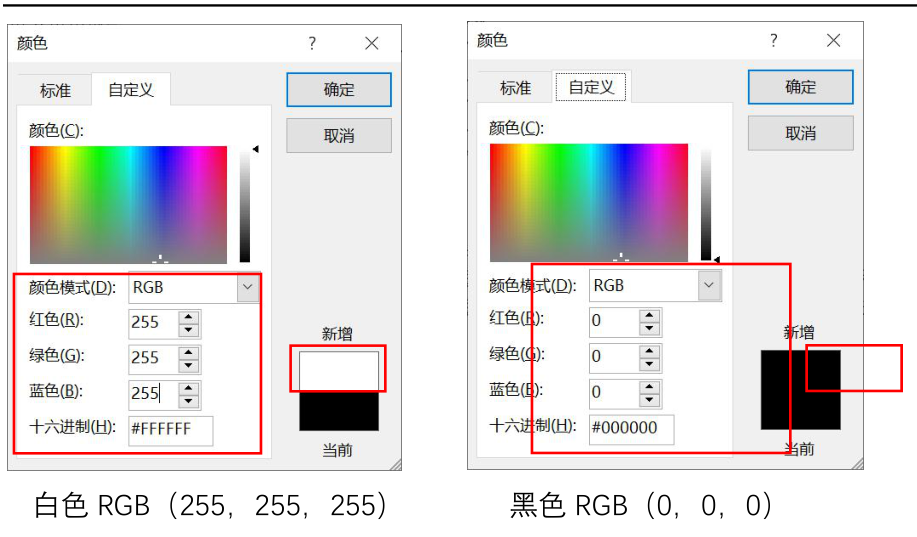 颜色 ? ×
标准 自定义
确定
颜色(C):
取消
颜色模式(D): RGB
红色(R): 255
绿色(G): 255
蓝色(B): 255
十六进制(H): #FFFFFF
新增
当前
白色 RGB（255，255，255）
颜色 ? ×
标准 自定义
确定
颜色(C):
取消
颜色模式(D): RGB
红色(R): 0
绿色(G): 0
蓝色(B): 0
十六进制(H): #000000
新增
当前
黑色 RGB（0，0，0）